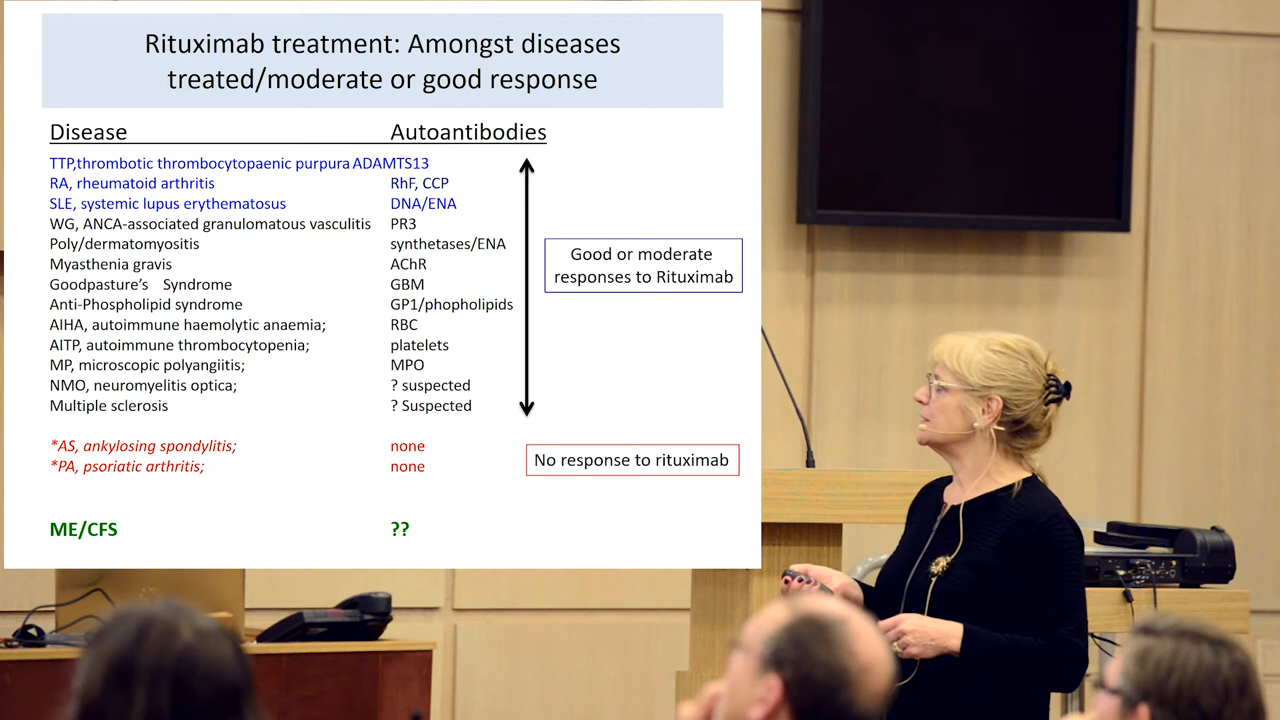 Rituximab treatment: Amongst diseases
treated/moderate or good response
Disease Autoantibodies
TTP,thrombotic thrombocytopaenic purpura ADAMTS13
RA, rheumatoid arthritis RhF, CCP
SLE, systemic lupus erythematosus DNA/ENA
WG, ANCA-associated granulomatous vasculitis PR3
Poly/dermatomyositis synthetases/ENA
Myasthenia gravis AChR
Goodpasture's Syndrome GBM
Anti-Phospholipid syndrome GP1/phopholipids
AIHA, autoimmune haemolytic anaemia; RBC
AITP, autoimmune thrombocytopenia; platelets
MP, microscopic polyangiitis; MPO
NMO, neuromyelitis optica; ? suspected
Multiple sclerosis ? Suspected
Good or moderate
responses to Rituximab
*AS, ankylosing spondylitis; none
*PA, psoriatic arthritis; none
No response to rituximab
ME/CFS ??